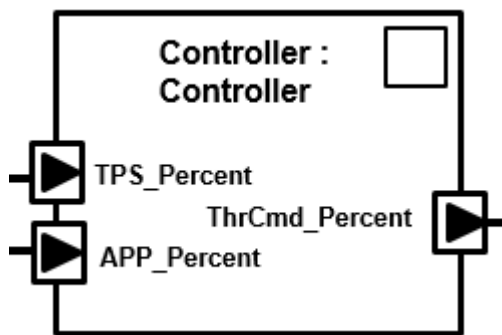 Controller :
Controller
TPS_Percent
ThrCmd_Percent
APP_Percent